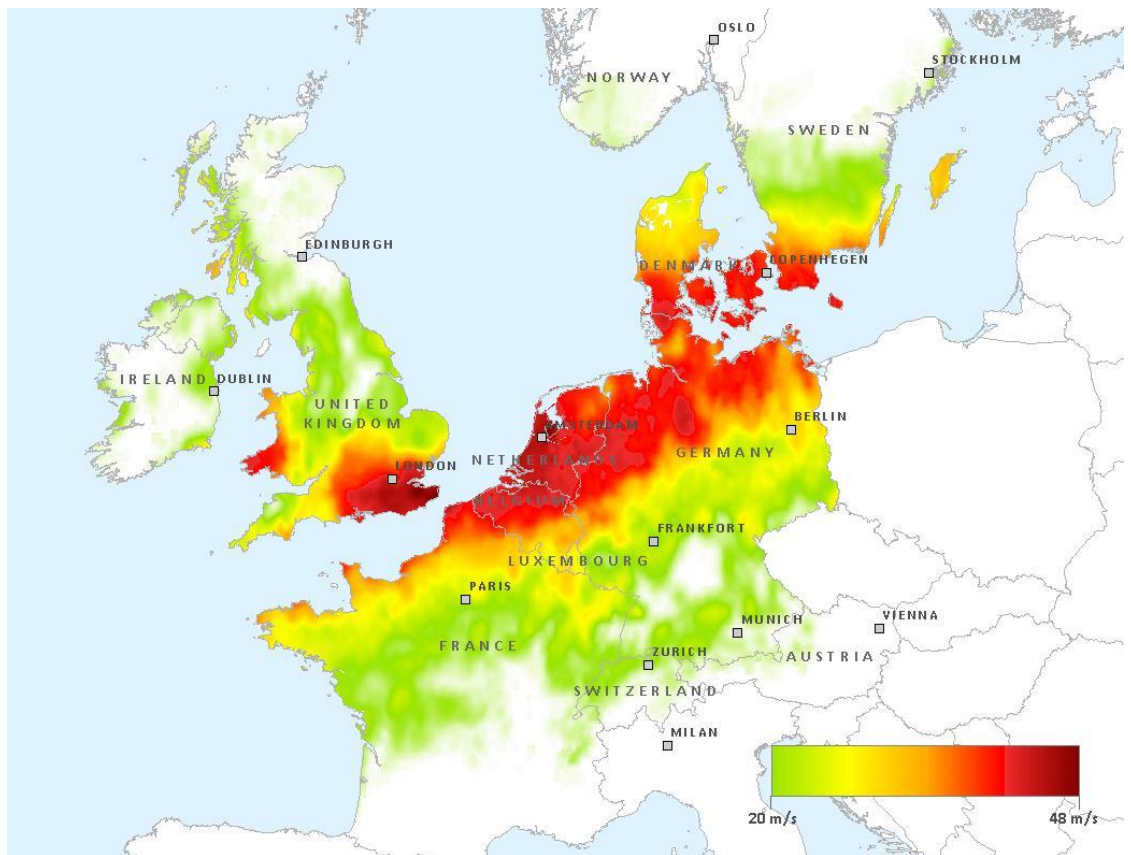 OSLO
STOCKHOLM
NORWAY
SWEDEN
EDINBURGH
COPENHEGEN
DENMARK
IRELAND
DUBLIN
UNITED
KINGDOM
BERLIN
AMSTERDAM
GERMANY
NETHERLANDS
LONDON
BELGIUM
FRANKFORT
LUXEMBOURG
PARIS
VIENNA
MUNICH
FRANCE
AUSTRIA
ZURICH
SWITZERLAND
MILAN
20 m/s
48 m/s